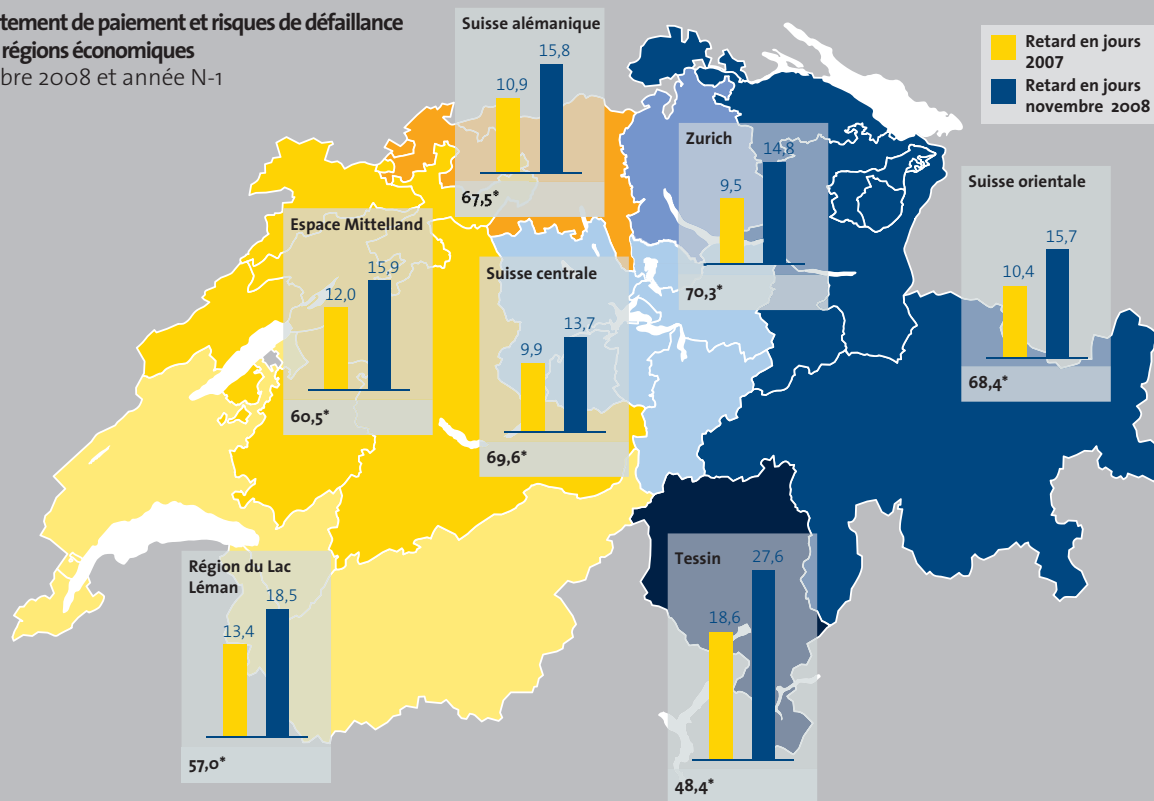 tement de paiement et risques de défaillance
régions économiques
bre 2008 et année N-1
Retard en jours
2007
Retard en jours
novembre 2008
Suisse alémanique
10,9
15,8
67,5*
Zurich
9,5
14,8
70,3*
Suisse orientale
10,4
15,7
68,4*
Espace Mittelland
12,0
15,9
60,5*
Suisse centrale
9,9
13,7
69,6*
Région du Lac
Léman
13,4
18,5
57,0*
Tessin
18,6
27,6
48,4*